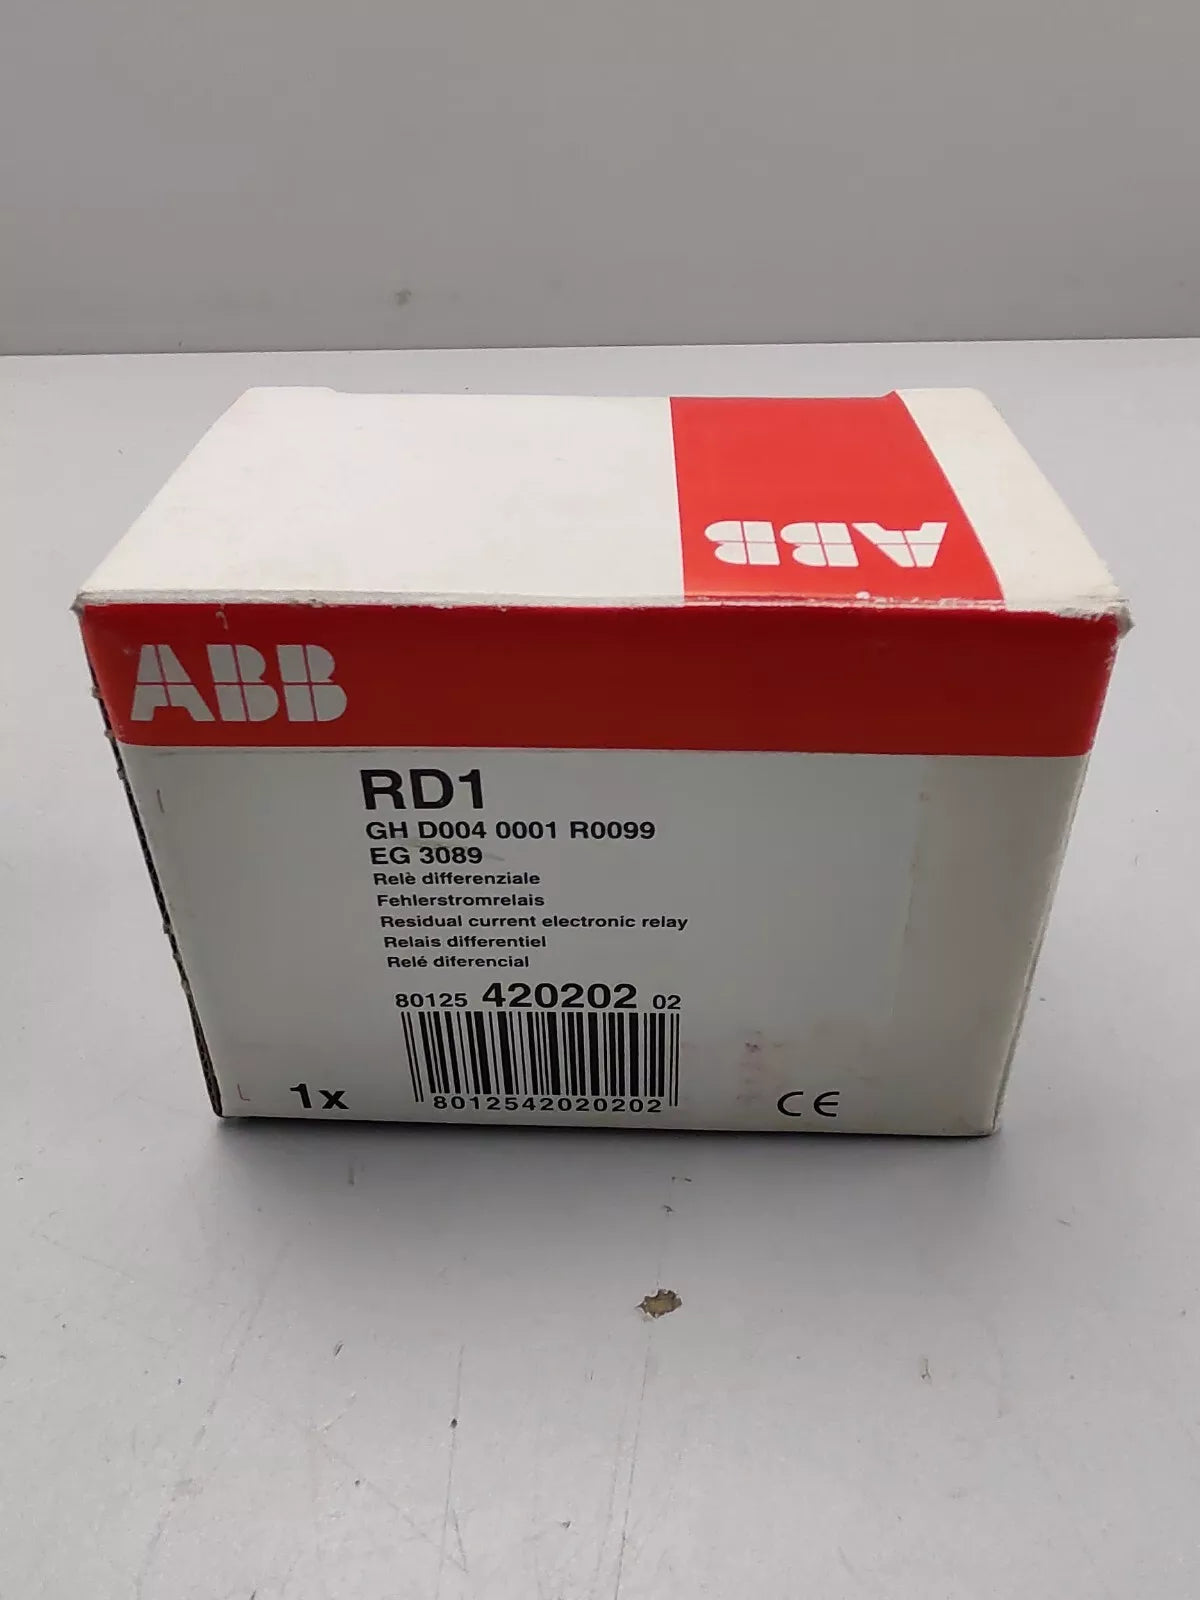 ABB
ABB
RD1
GH D004 0001 R0099
EG 3089
Relè differenziale
Fehlerstromrelais
Residual current electronic relay
Relais differentiel
Relé diferencial
80125 420202 02
8012542020202
1x
CE